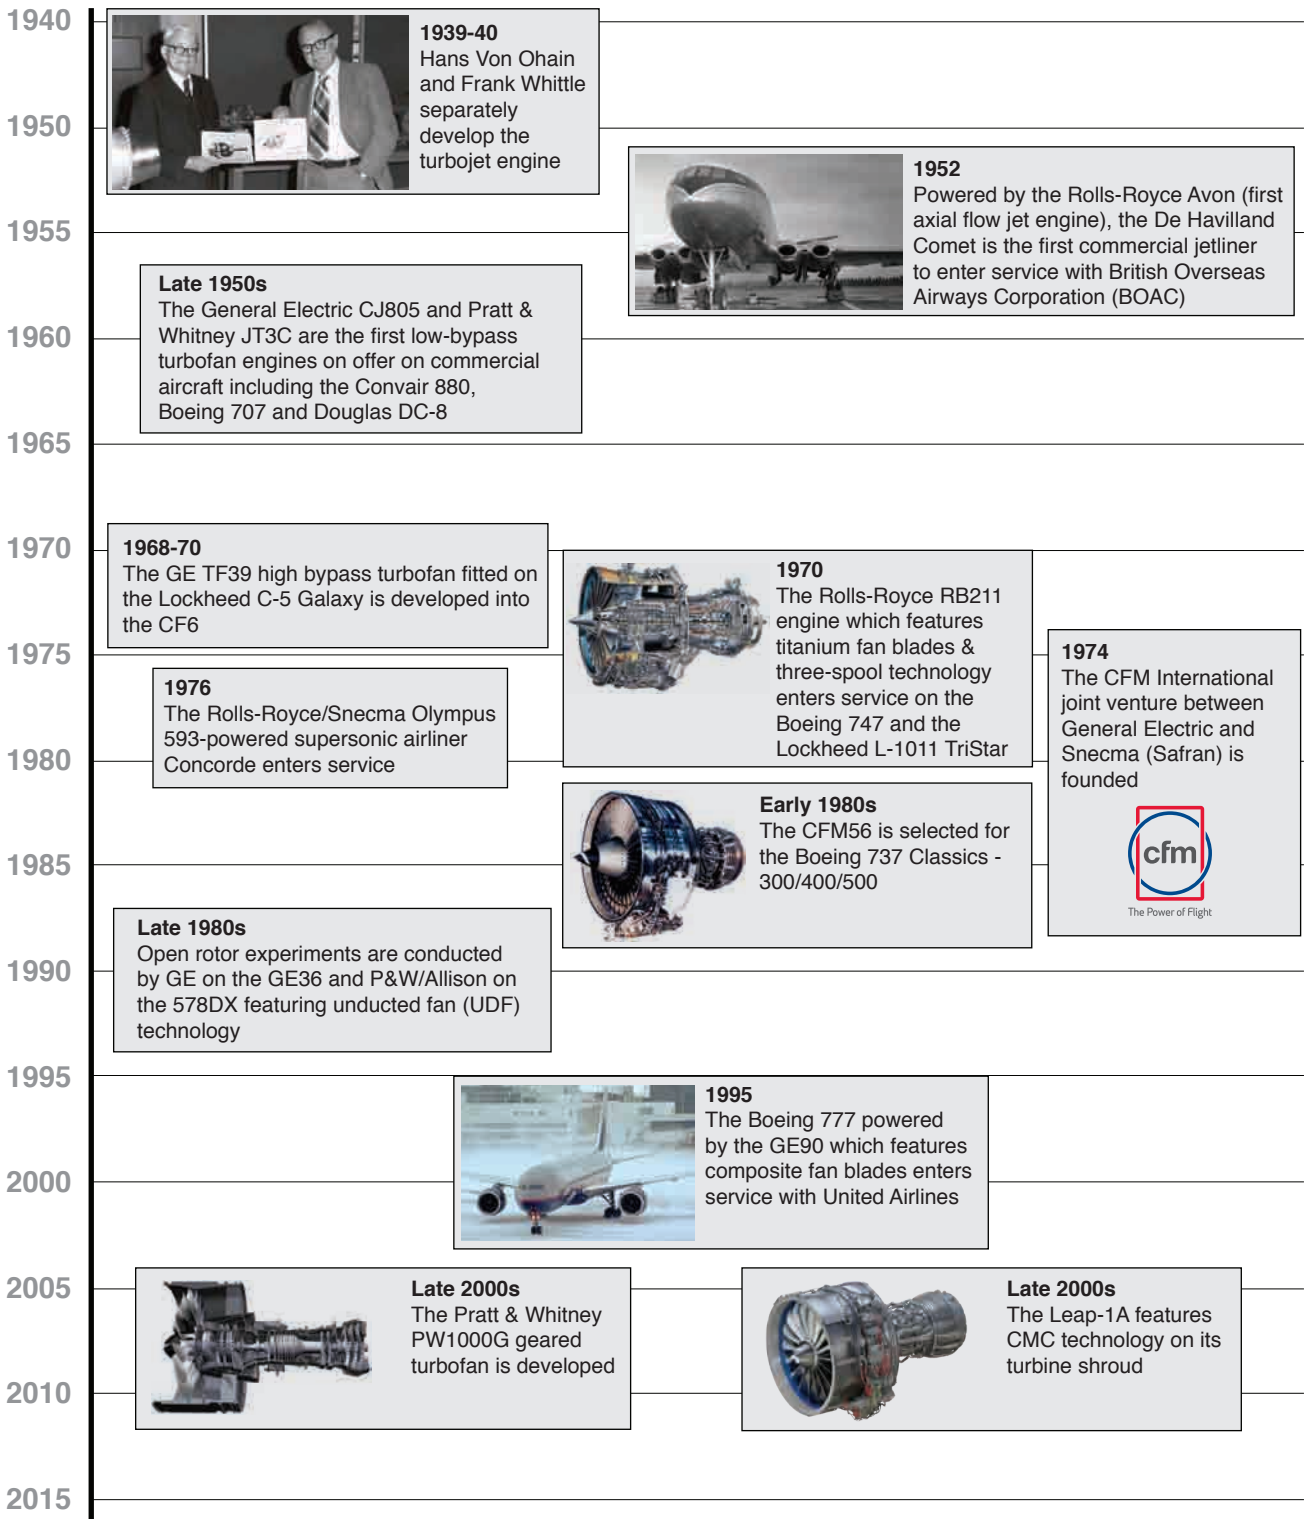 1940
1939-40
Hans Von Ohain
and Frank Whittle
separately
develop the
turbojet engine
1950
1952
Powered by the Rolls-Royce Avon (first
axial flow jet engine), the De Havilland
Comet is the first commercial jetliner
to enter service with British Overseas
Airways Corporation (BOAC)
1955
Late 1950s
The General Electric CJ805 and Pratt &
Whitney JT3C are the first low-bypass
turbofan engines on offer on commercial
aircraft including the Convair 880,
Boeing 707 and Douglas DC-8
1960
1965
1970
1968-70
The GE TF39 high bypass turbofan fitted on
the Lockheed C-5 Galaxy is developed into
the CF6
1970
The Rolls-Royce RB211
engine which features
titanium fan blades &
three-spool technology
enters service on the
Boeing 747 and the
Lockheed L-1011 TriStar
1974
The CFM International
joint venture between
General Electric and
Snecma (Safran) is
founded
cfm
The Power of Flight
1975
1976
The Rolls-Royce/Snecma Olympus
593-powered supersonic airliner
Concorde enters service
1980
Early 1980s
The CFM56 is selected for
the Boeing 737 Classics -
300/400/500
1985
Late 1980s
Open rotor experiments are conducted
by GE on the GE36 and P&W/Allison on
the 578DX featuring unducted fan (UDF)
technology
1990
1995
1995
The Boeing 777 powered
by the GE90 which features
composite fan blades enters
service with United Airlines
2000
2005
Late 2000s
The Pratt & Whitney
PW1000G geared
turbofan is developed
Late 2000s
The Leap-1A features
CMC technology on its
turbine shroud
2010
2015